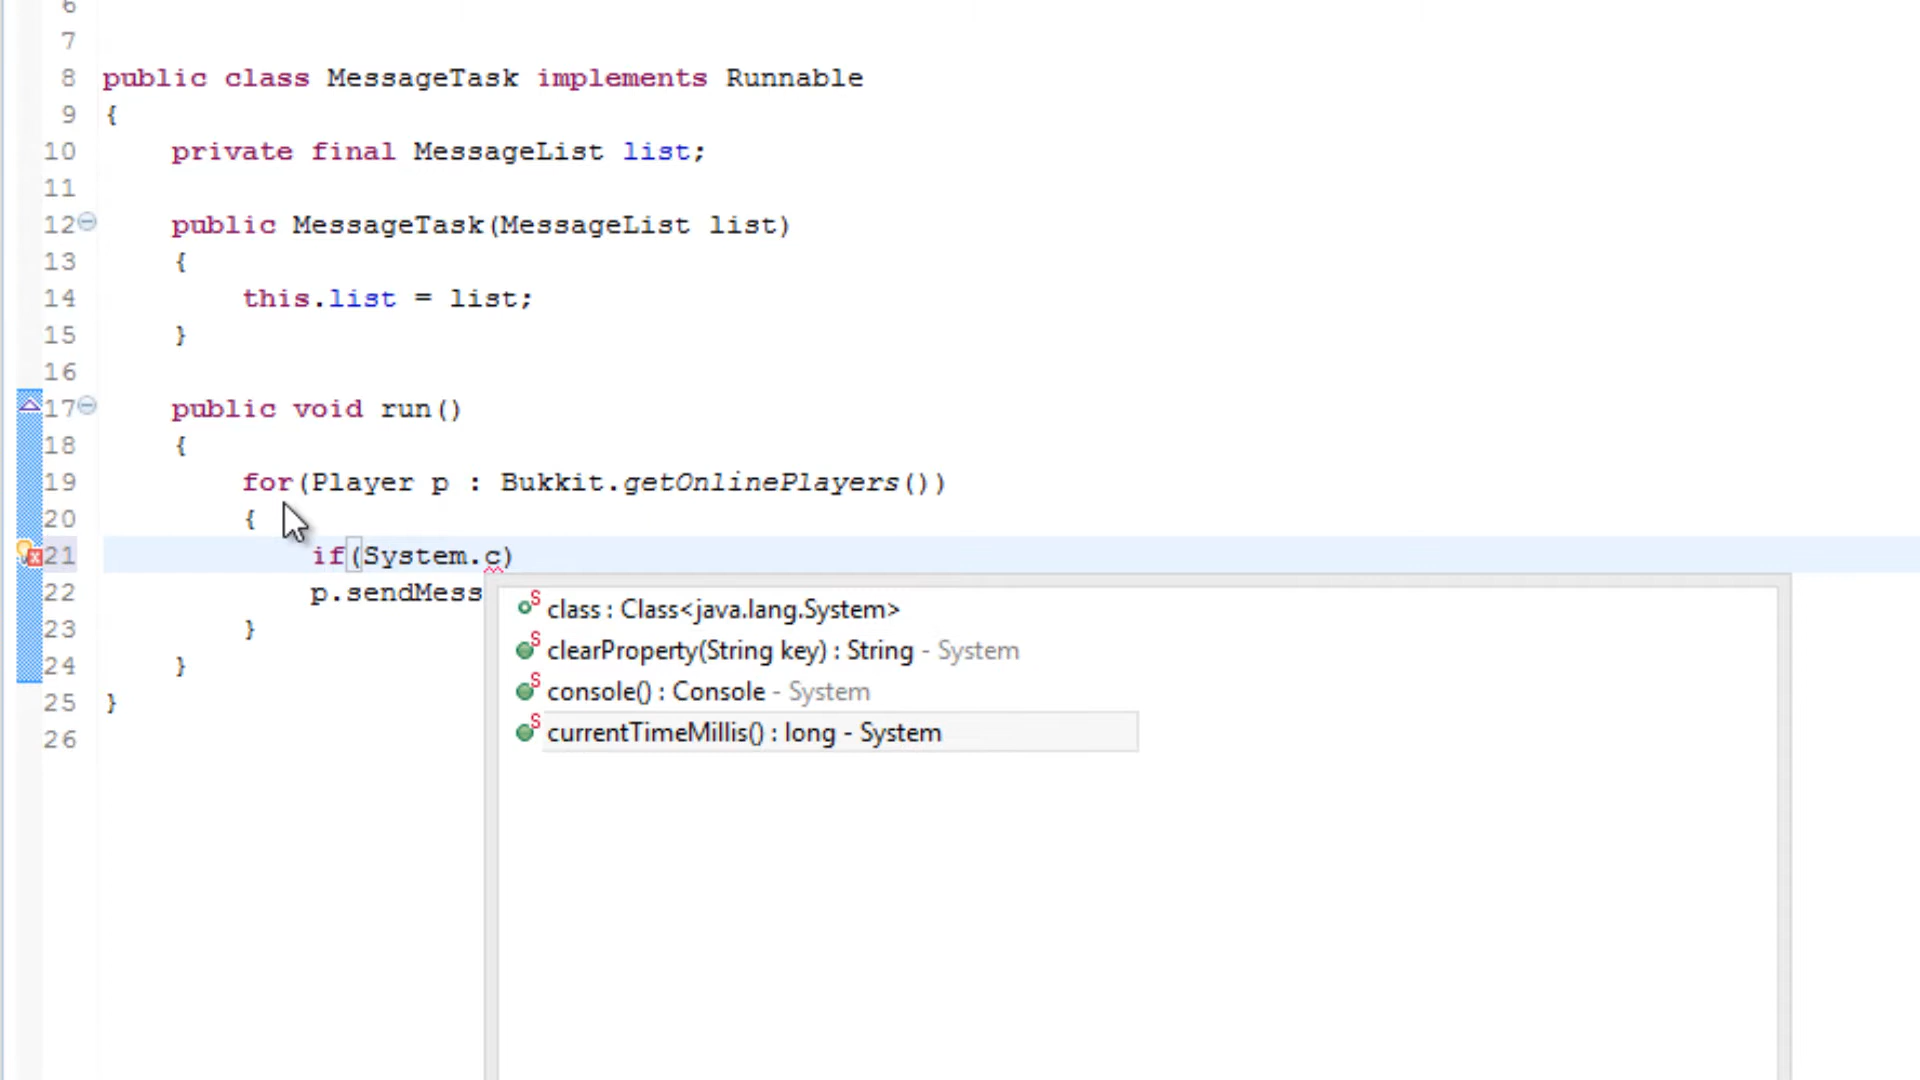 6
7
8 public class MessageTask implements Runnable
9 {
10 private final MessageList list;
11
12 public MessageTask(MessageList list)
13 {
14 this.list = list;
15 }
16
17 public void run()
18 {
19 for(Player p : Bukkit.getOnlinePlayers())
20 {
21 if(System.c)
22 p.sendMess
class : Class<java.lang.System>
23 }
clearProperty(String key) : String - System
24 }
console() : Console - System
25 }
currentTimeMillis() : long - System
26